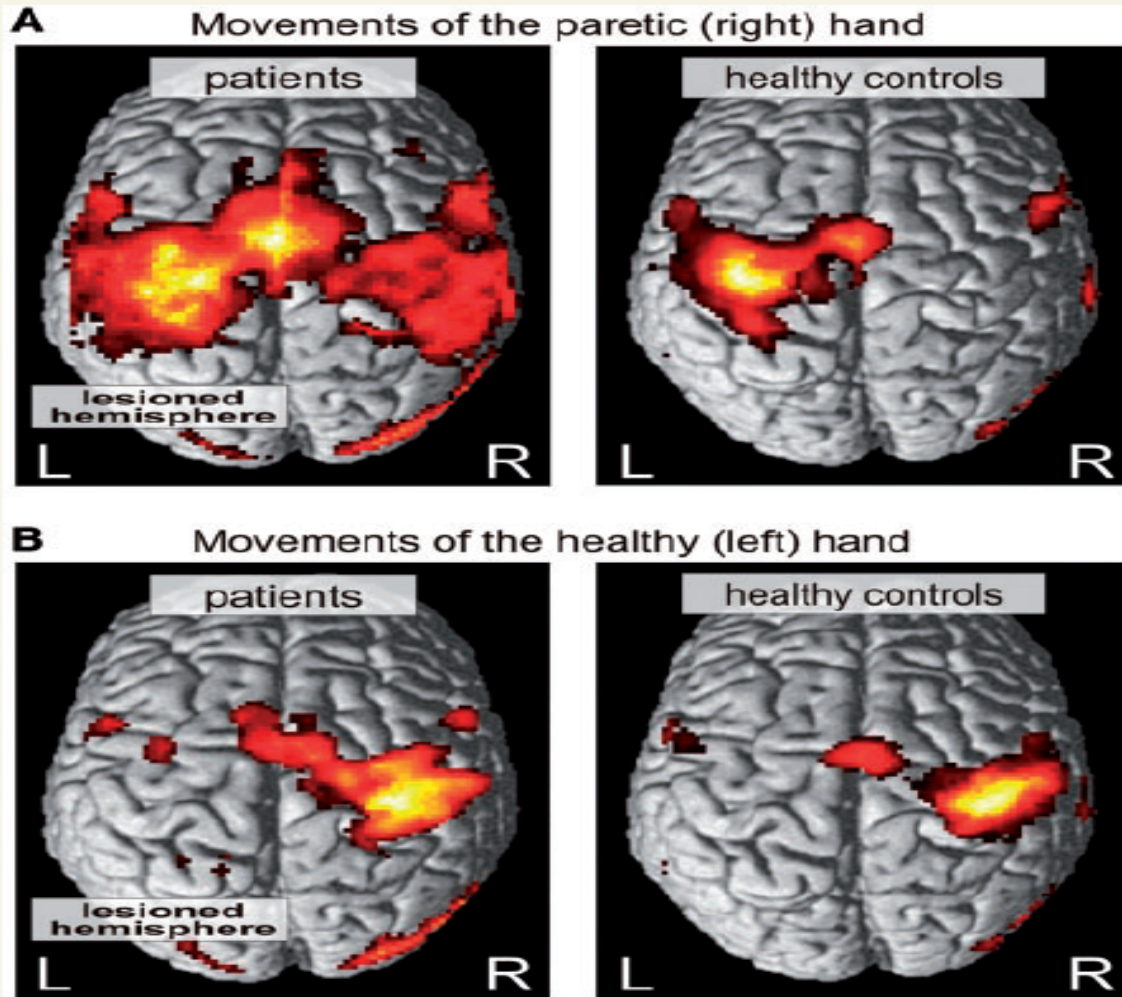 A Movements of the paretic (right) hand
patients
healthy controls
lesioned
hemisphere
L R
L R
B Movements of the healthy (left) hand
patients
healthy controls
lesioned
hemisphere
L R
L R